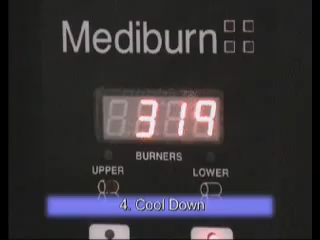 Mediburn
319
BURNERS
UPPER LOWER
4. Cool Down